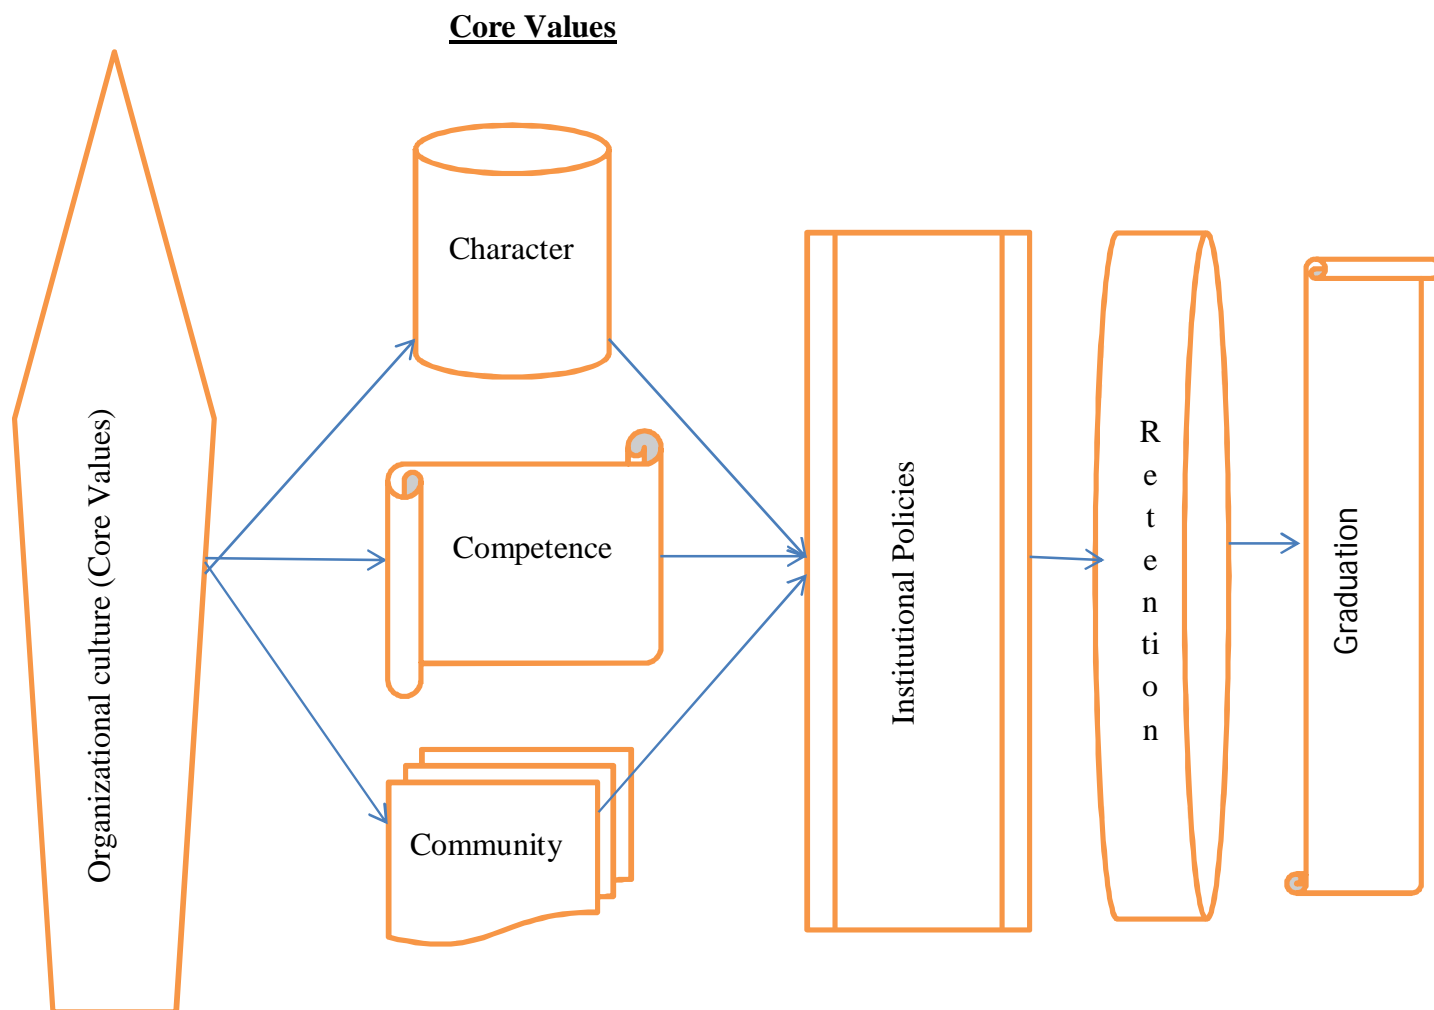 Core Values
Organizational culture (Core Values)
Character
Competence
Community
Institutional Policies
R
e
t
e
n
ti
o
n
Graduation